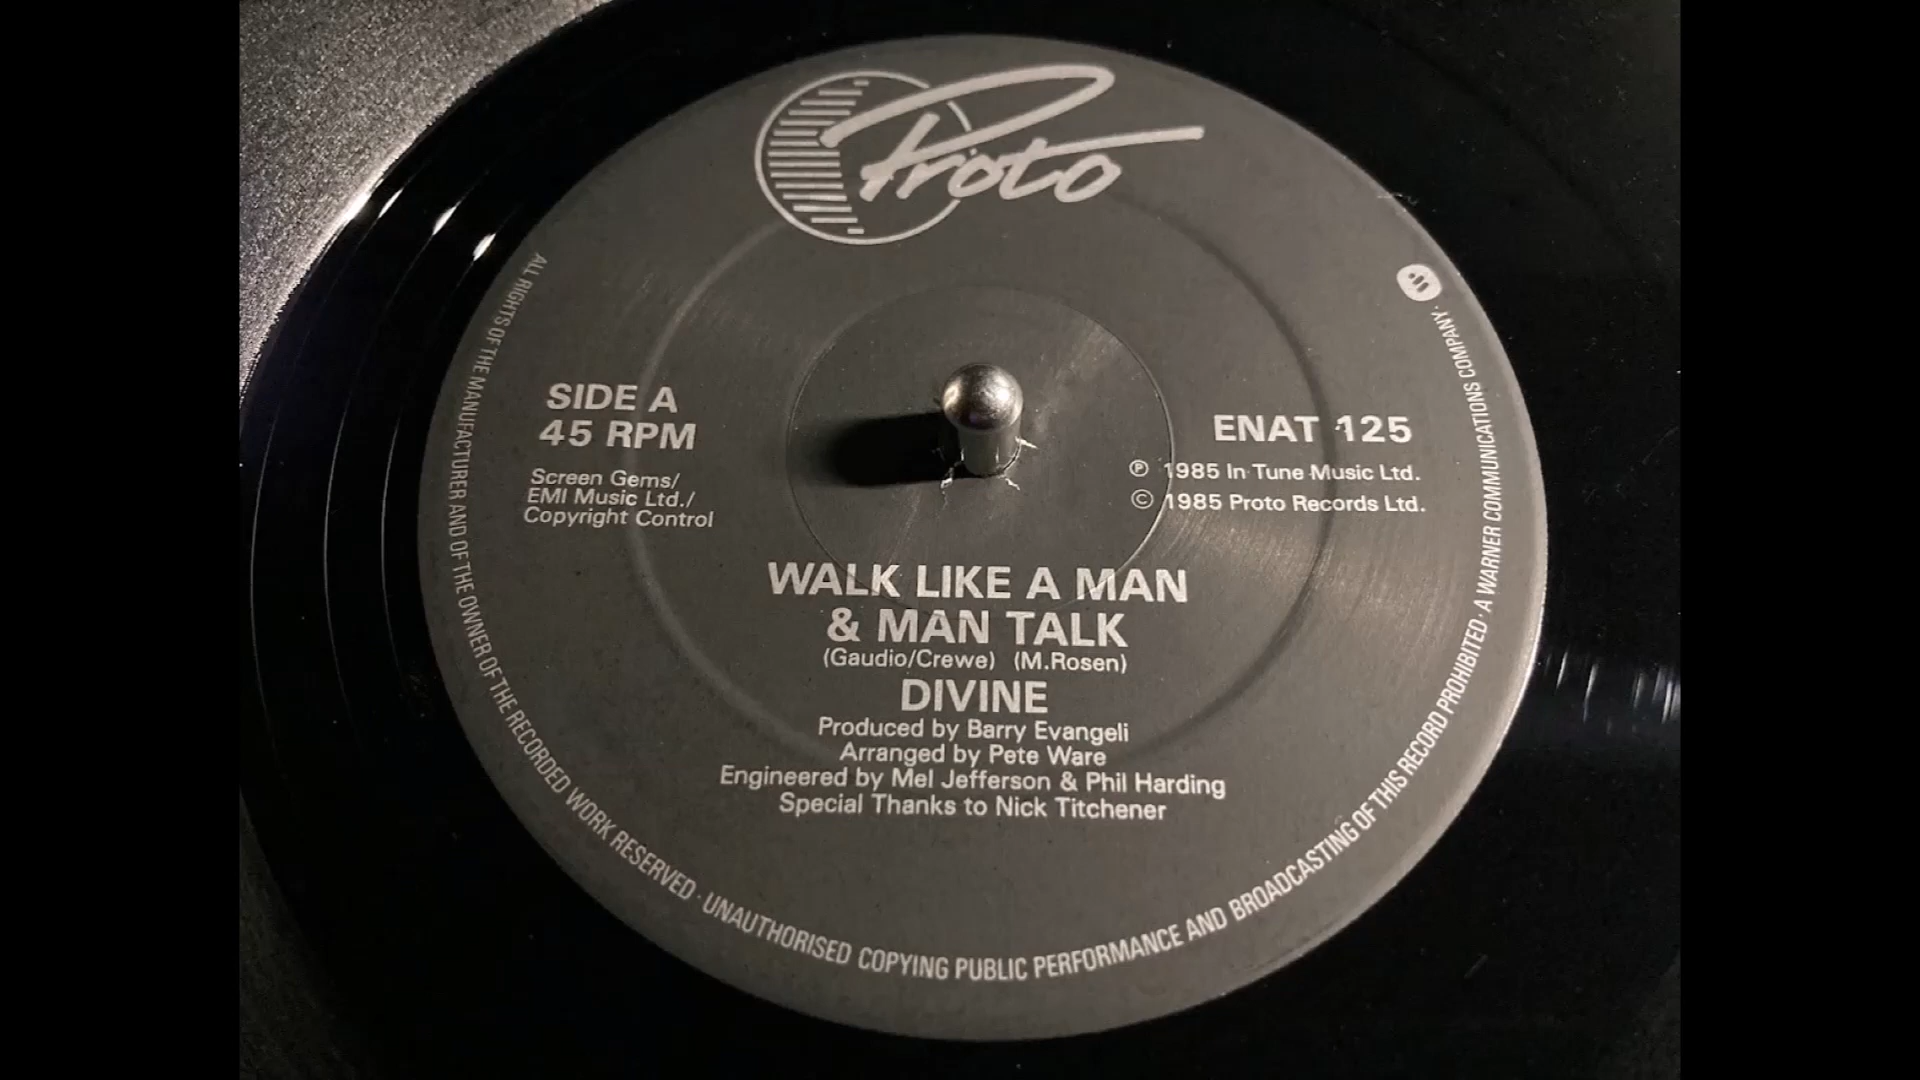 Proto
SIDE A
45 RPM
Screen Gems/
EMI Music Ltd./
Copyright Control
ENAT 125
℗ 1985 In Tune Music Ltd.
© 1985 Proto Records Ltd.
WALK LIKE A MAN
& MAN TALK
(Gaudio/Crewe) (M.Rosen)
DIVINE
Produced by Barry Evangeli
Arranged by Pete Ware
Engineered by Mel Jefferson & Phil Harding
Special Thanks to Nick Titchener
ALL RIGHTS OF THE MANUFACTURER AND OF THE OWNER OF THE RECORDED WORK RESERVED · UNAUTHORISED COPYING PUBLIC PERFORMANCE AND BROADCASTING OF THIS RECORD PROHIBITED · A WARNER COMMUNICATIONS COMPANY.